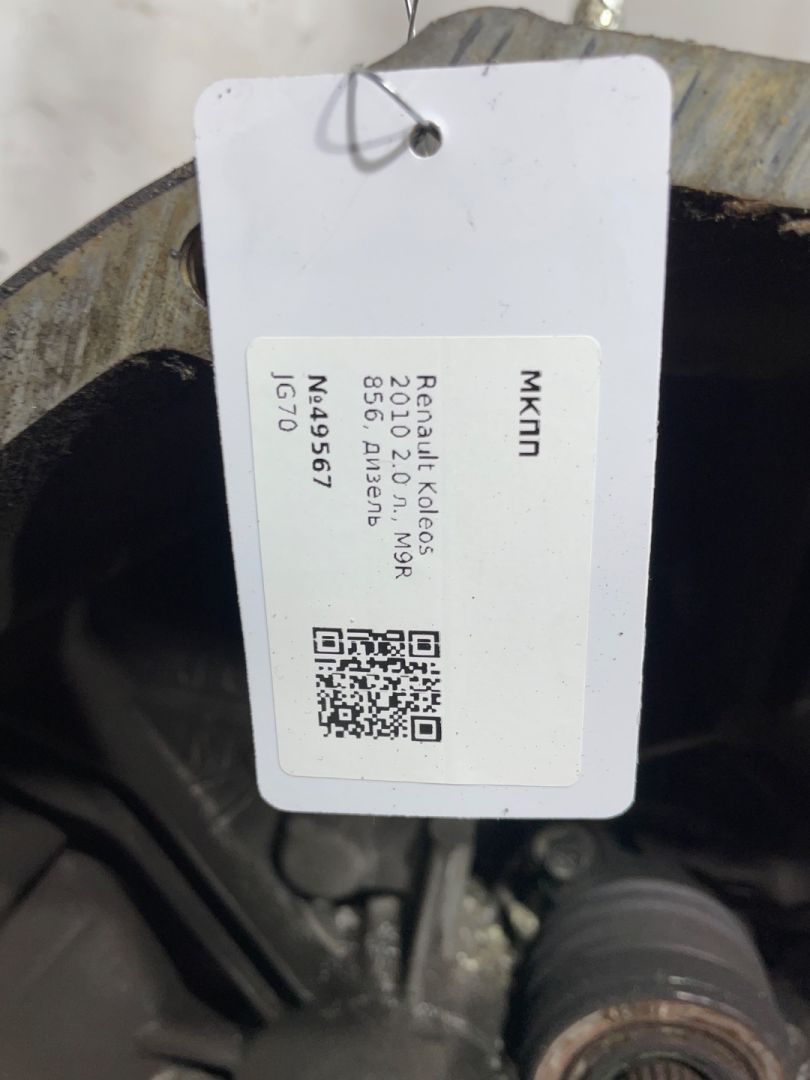 МКПП
Renault Koleos
2010 2.0 л., M9R
856, дизель
№49567
JG70